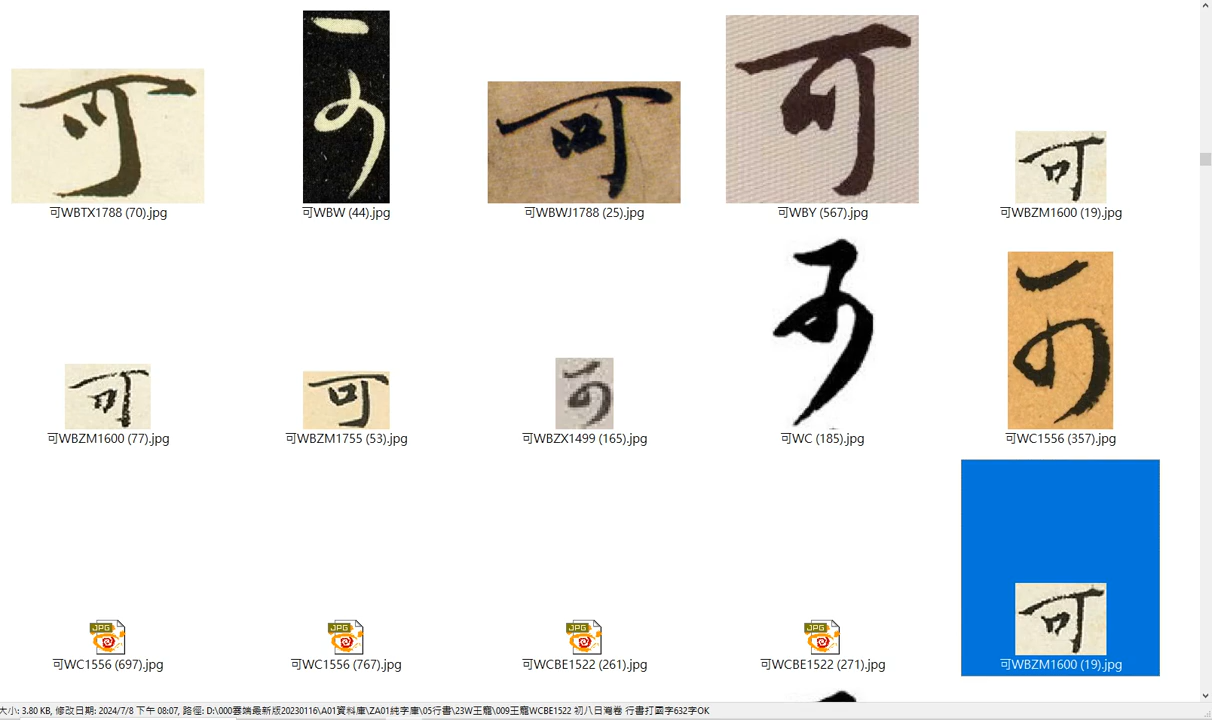 可 可 可 可 可
可WBTX1788 (70).jpg 可WBW (44).jpg 可WBWJ1788 (25).jpg 可WBY (567).jpg 可WBZM1600 (19).jpg
可 可 可 可 可
可WBZM1600 (77).jpg 可WBZM1755 (53).jpg 可WBZX1499 (165).jpg 可WC (185).jpg 可WC1556 (357).jpg
JPG JPG JPG JPG 可
可WC1556 (697).jpg 可WC1556 (767).jpg 可WCBE1522 (261).jpg 可WCBE1522 (271).jpg 可WBZM1600 (19).jpg
大小: 3.80 KB, 修改日期: 2024/7/8 下午 08:07, 路徑: D:\000雲端最新版20230116\A01資料庫\ZA01純字庫\05行書\23W王寵\009王寵WCBE1522 初八日灣卷 行書打國字632字OK